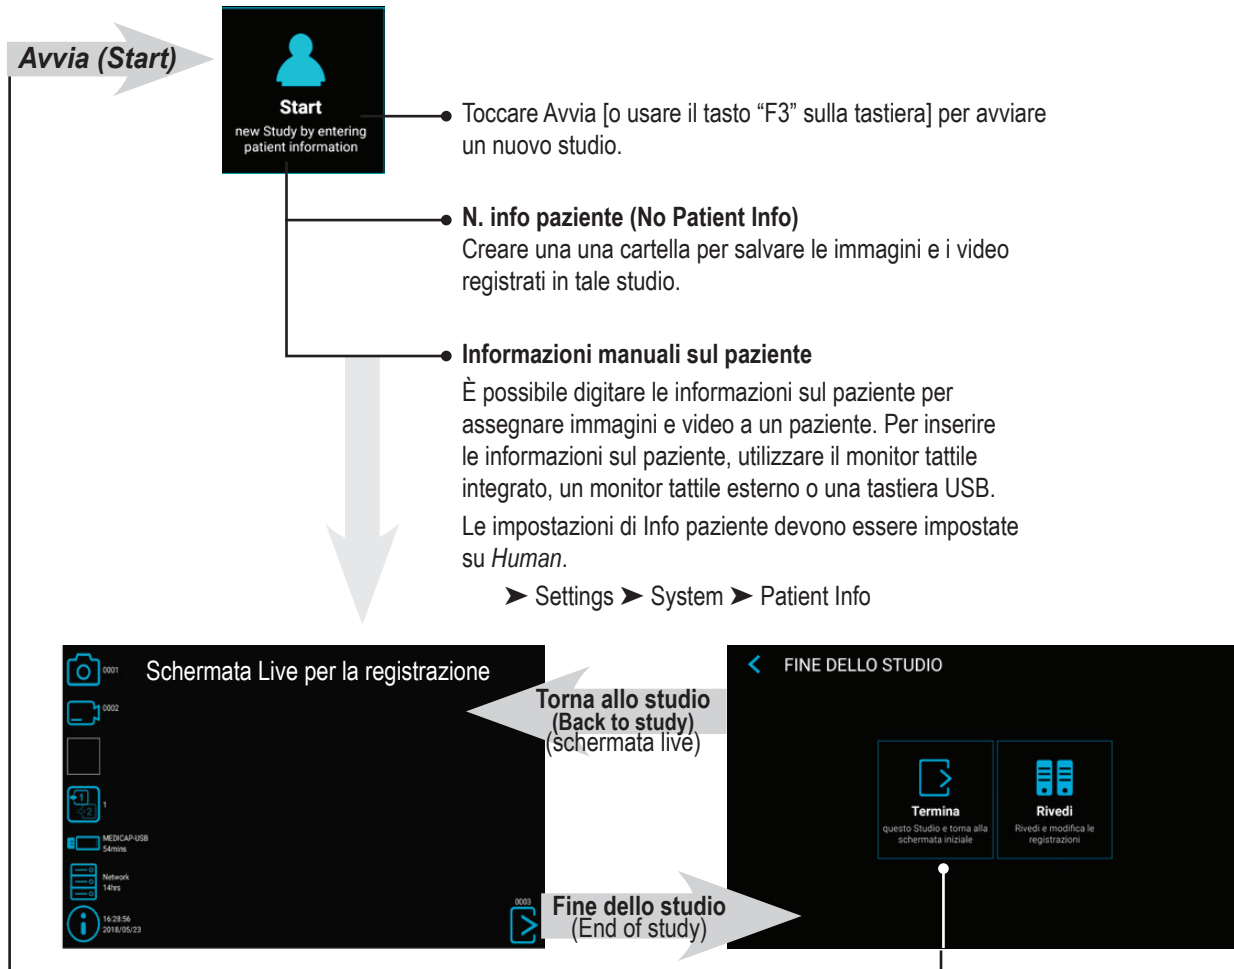 Avvia (Start)
Start
new Study by entering
patient information
Toccare Avvia [o usare il tasto “F3” sulla tastiera] per avviare
un nuovo studio.
N. info paziente (No Patient Info)
Creare una una cartella per salvare le immagini e i video
registrati in tale studio.
Informazioni manuali sul paziente
È possibile digitare le informazioni sul paziente per
assegnare immagini e video a un paziente. Per inserire
le informazioni sul paziente, utilizzare il monitor tattile
integrato, un monitor tattile esterno o una tastiera USB.
Le impostazioni di Info paziente devono essere impostate
su Human.
➤ Settings ➤ System ➤ Patient Info
0001
Schermata Live per la registrazione
0002
1
2
1
MEDICAP-USB
54mins
Network
14hrs
16:28:56
2018/05/23
0003
Torna allo studio
(Back to study)
(schermata live)
Fine dello studio
(End of study)
FINE DELLO STUDIO
Termina
questo Studio e torna alla
schermata iniziale
Rivedi
Rivedi e modifica le
registrazioni